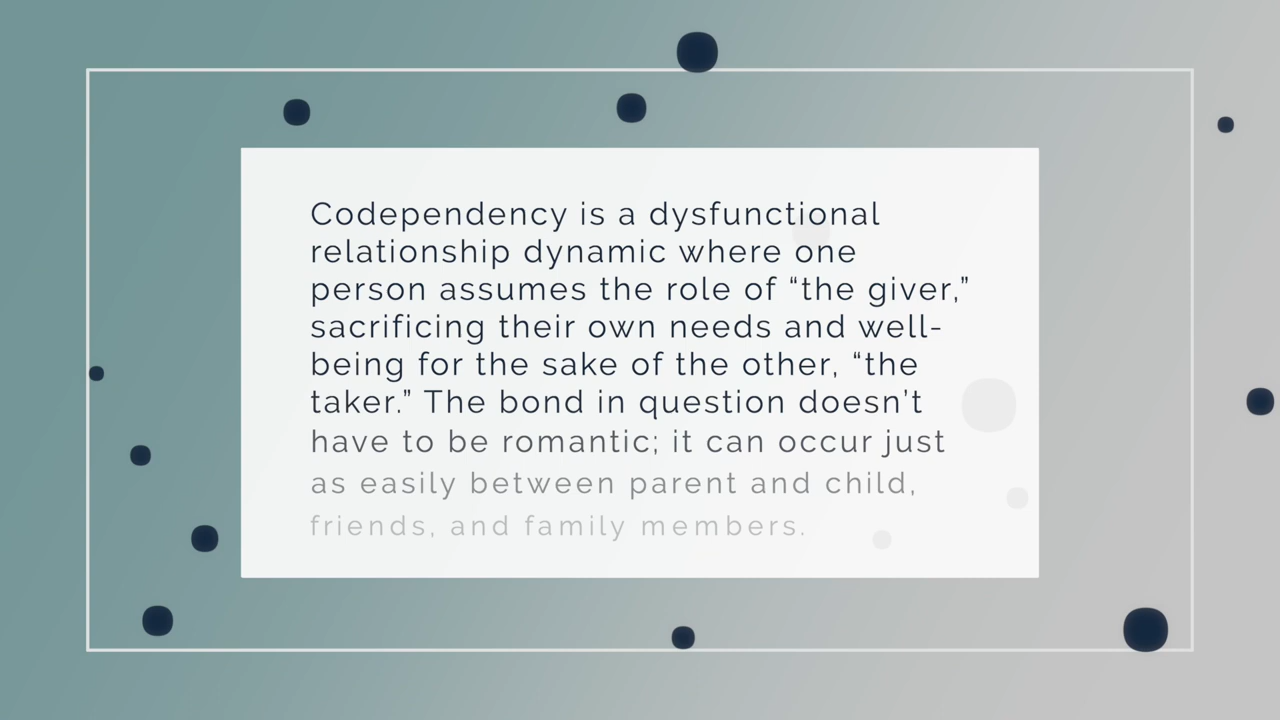 Codependency is a dysfunctional
relationship dynamic where one
person assumes the role of “the giver,”
sacrificing their own needs and well-
being for the sake of the other, “the
taker.” The bond in question doesn’t
have to be romantic; it can occur just
as easily between parent and child,
friends, and family members.